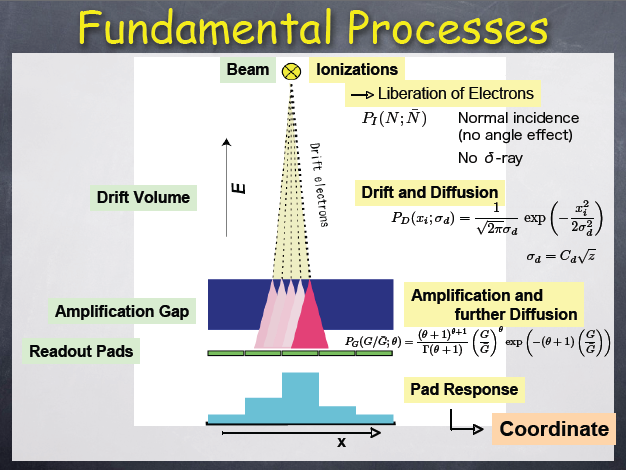 Fundamental Processes
Beam
Ionizations
→ Liberation of Electrons
P_I(N; N̄)
Normal incidence
(no angle effect)
No δ-ray
Drift electrons
E
Drift Volume
Drift and Diffusion
P_D(x_i; σ_d) = 1/(√(2π)σ_d) exp(−x_i²/(2σ_d²))
σ_d = C_d√z
Amplification Gap
Amplification and
further Diffusion
P_G(G/Ḡ; θ) = (θ+1)^(θ+1)/Γ(θ+1) (G/Ḡ)^θ exp(−(θ+1)(G/Ḡ))
Readout Pads
Pad Response
Coordinate
x